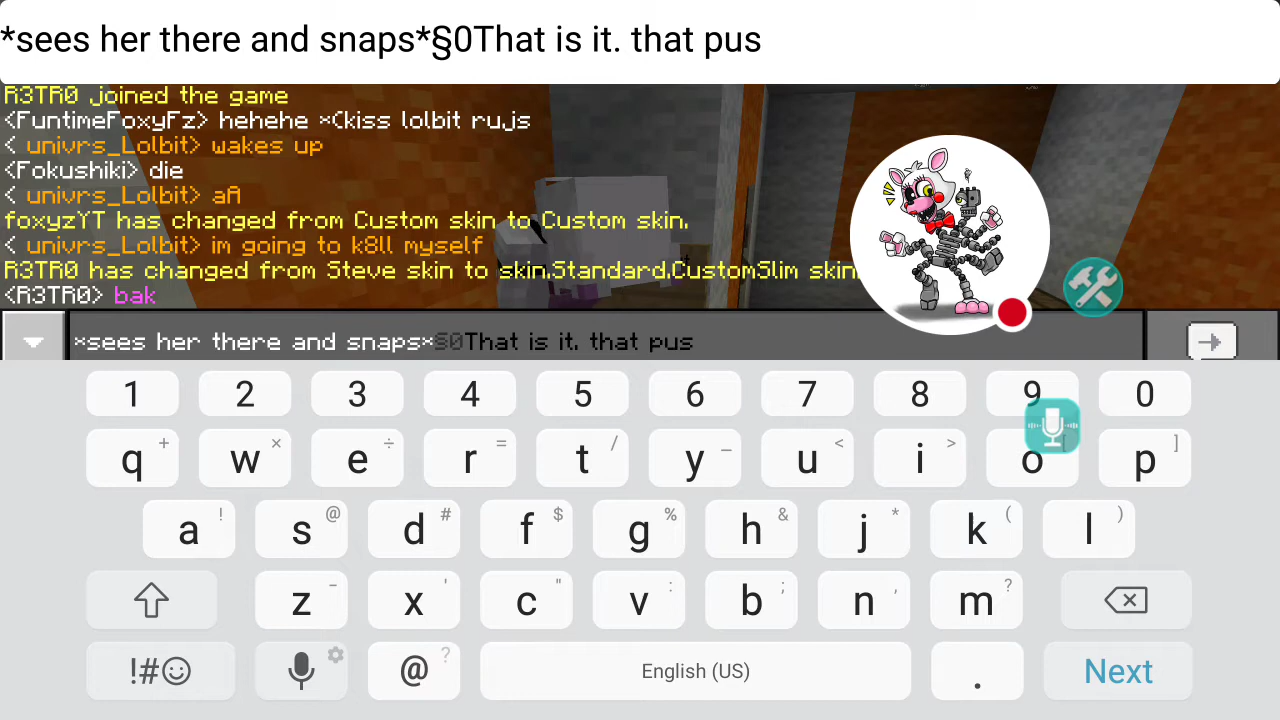 *sees her there and snaps*§0That is it. that pus
R3TR0 joined the game
<FuntimeFoxyFz> hehehe *Ckiss lolbit ru,js
< univrs_Lolbit> wakes up
<Fokushiki> die
< univrs_Lolbit> aA
foxyzYT has changed from Custom skin to Custom skin.
< univrs_Lolbit> im going to k8ll myself
R3TR0 has changed from Steve skin to skin.Standard.CustomSlim skin
<R3TR0> bak
*sees her there and snaps*§0That is it. that pus
1 2 3 4 5 6 7 8 9 0
q + w × e ÷ r = t / y _ u < i > o [ p ]
a ! s @ d # f $ g % h & j * k ( l )
z - x ' c " v : b ; n , m ?
!#☺ @ ? English (US) . Next